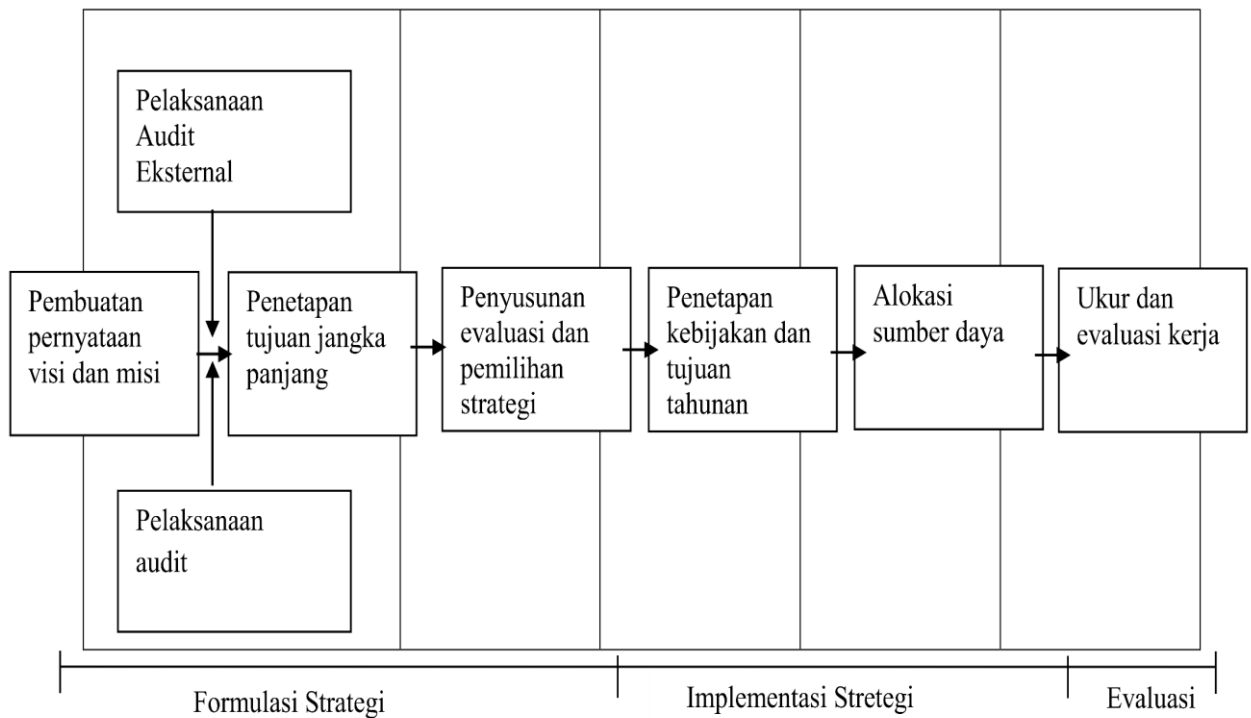 Pelaksanaan
Audit
Eksternal
Pembuatan
pernyataan
visi dan misi
Penetapan
tujuan jangka
panjang
Penyusunan
evaluasi dan
pemilihan
strategi
Penetapan
kebijakan dan
tujuan
tahunan
Alokasi
sumber daya
Ukur dan
evaluasi kerja
Pelaksanaan
audit
Formulasi Strategi
Implementasi Stretegi
Evaluasi